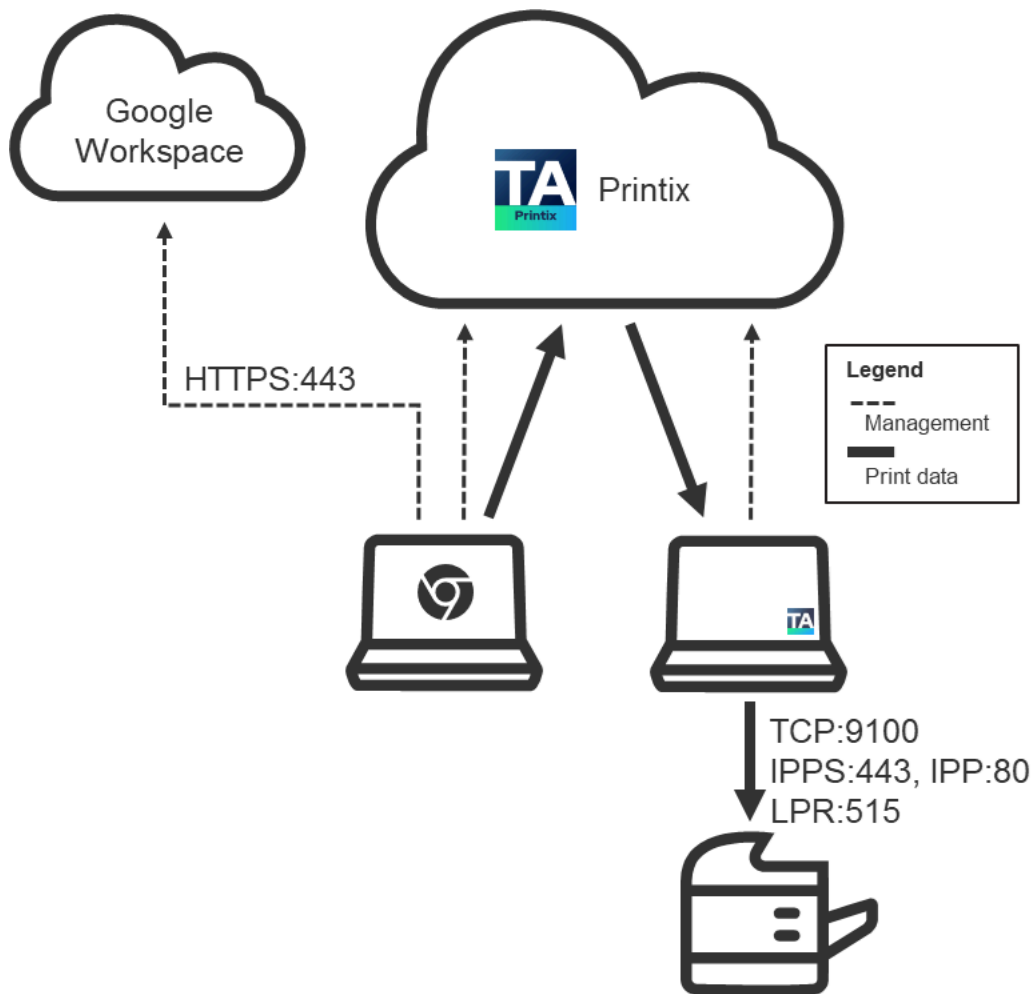 Google
Workspace
TA
Printix
Printix
HTTPS:443
Legend
Management
Print data
TA
TCP:9100
IPPS:443, IPP:80
LPR:515